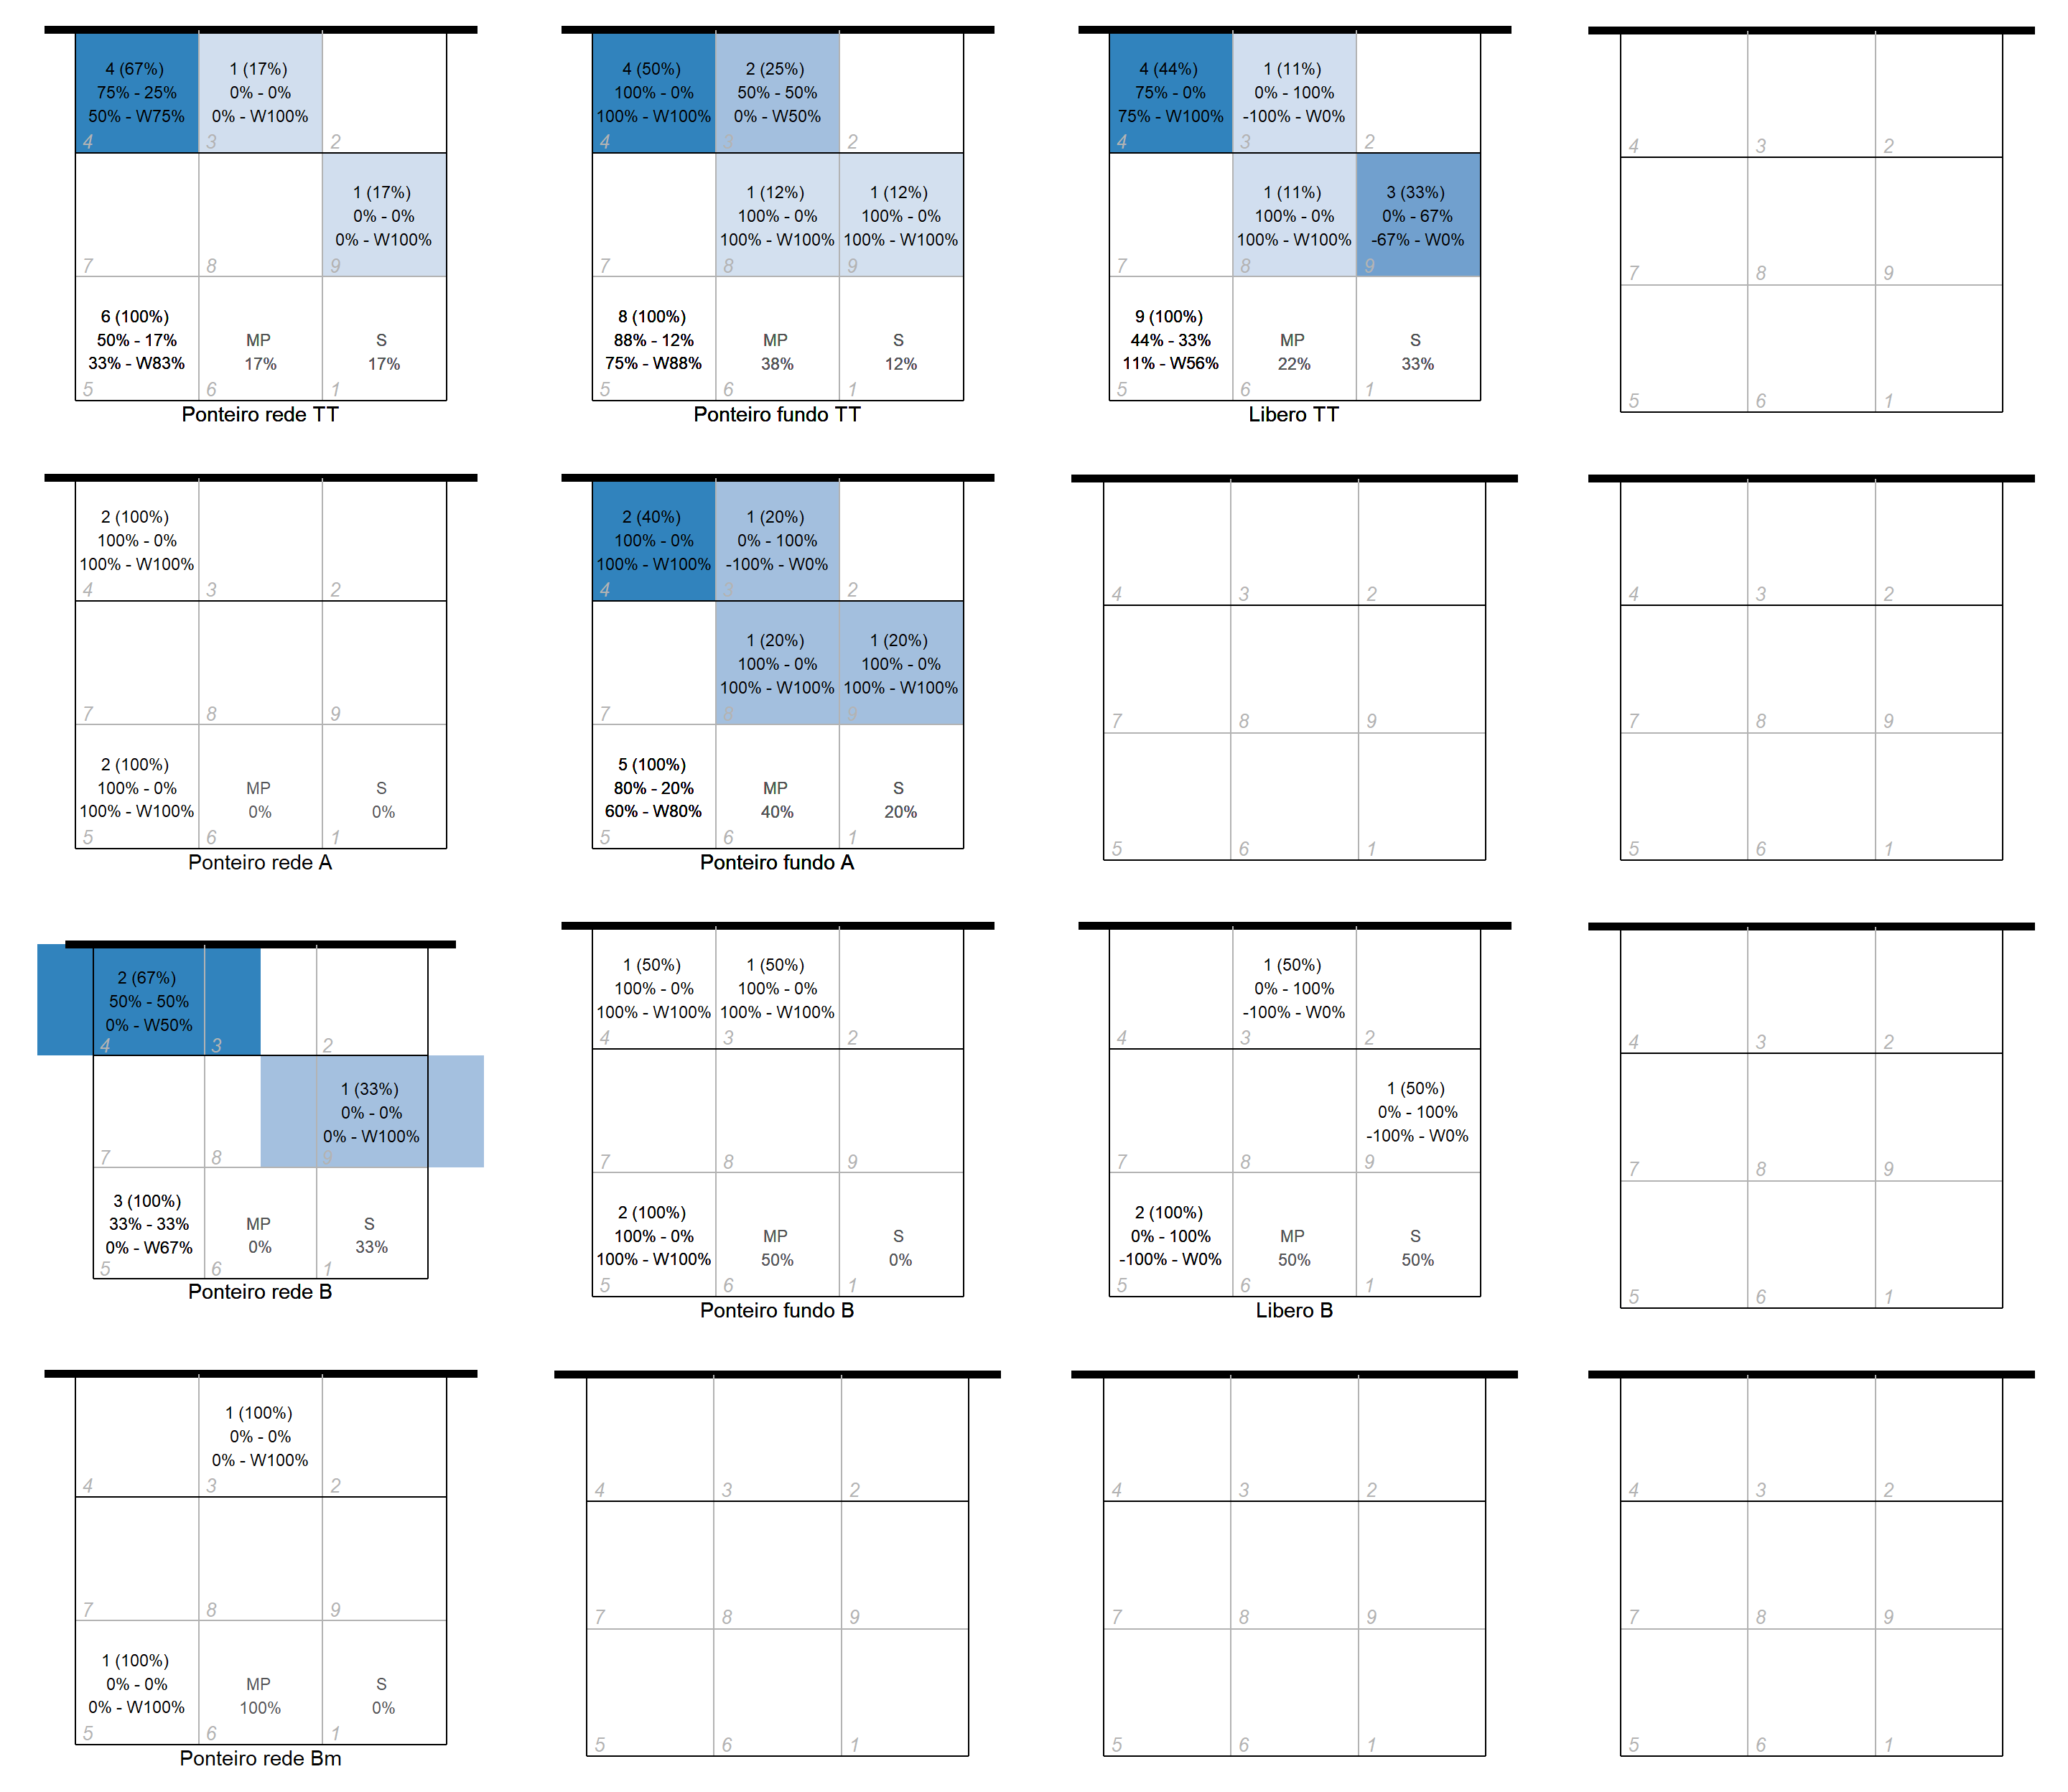 4 (67%)
75% - 25%
50% - W75%
4
1 (17%)
0% - 0%
0% - W100%
3
2
7
8
1 (17%)
0% - 0%
0% - W100%
9
6 (100%)
50% - 17%
33% - W83%
5
MP
17%
6
S
17%
1
Ponteiro rede TT
4 (50%)
100% - 0%
100% - W100%
4
2 (25%)
50% - 50%
0% - W50%
3
2
7
1 (12%)
100% - 0%
100% - W100%
8
1 (12%)
100% - 0%
100% - W100%
9
8 (100%)
88% - 12%
75% - W88%
5
MP
38%
6
S
12%
1
Ponteiro fundo TT
4 (44%)
75% - 0%
75% - W100%
4
1 (11%)
0% - 100%
-100% - W0%
3
2
7
1 (11%)
100% - 0%
100% - W100%
8
3 (33%)
0% - 67%
-67% - W0%
9
9 (100%)
44% - 33%
11% - W56%
5
MP
22%
6
S
33%
1
Libero TT
4
3
2
7
8
9
5
6
1
2 (100%)
100% - 0%
100% - W100%
4
3
2
7
8
9
2 (100%)
100% - 0%
100% - W100%
5
MP
0%
6
S
0%
1
Ponteiro rede A
2 (40%)
100% - 0%
100% - W100%
4
1 (20%)
0% - 100%
-100% - W0%
3
2
7
1 (20%)
100% - 0%
100% - W100%
8
1 (20%)
100% - 0%
100% - W100%
9
5 (100%)
80% - 20%
60% - W80%
5
MP
40%
6
S
20%
1
Ponteiro fundo A
4
3
2
7
8
9
5
6
1
4
3
2
7
8
9
5
6
1
2 (67%)
50% - 50%
0% - W50%
4
3
2
7
8
1 (33%)
0% - 0%
0% - W100%
9
3 (100%)
33% - 33%
0% - W67%
5
MP
0%
6
S
33%
1
Ponteiro rede B
1 (50%)
100% - 0%
100% - W100%
4
1 (50%)
100% - 0%
100% - W100%
3
2
7
8
9
2 (100%)
100% - 0%
100% - W100%
5
MP
50%
6
S
0%
1
Ponteiro fundo B
4
1 (50%)
0% - 100%
-100% - W0%
3
2
7
8
1 (50%)
0% - 100%
-100% - W0%
9
2 (100%)
0% - 100%
-100% - W0%
5
MP
50%
6
S
50%
1
Libero B
4
3
2
7
8
9
5
6
1
4
1 (100%)
0% - 0%
0% - W100%
3
2
7
8
9
1 (100%)
0% - 0%
0% - W100%
5
MP
100%
6
S
0%
1
Ponteiro rede Bm
4
3
2
7
8
9
5
6
1
4
3
2
7
8
9
5
6
1
4
3
2
7
8
9
5
6
1